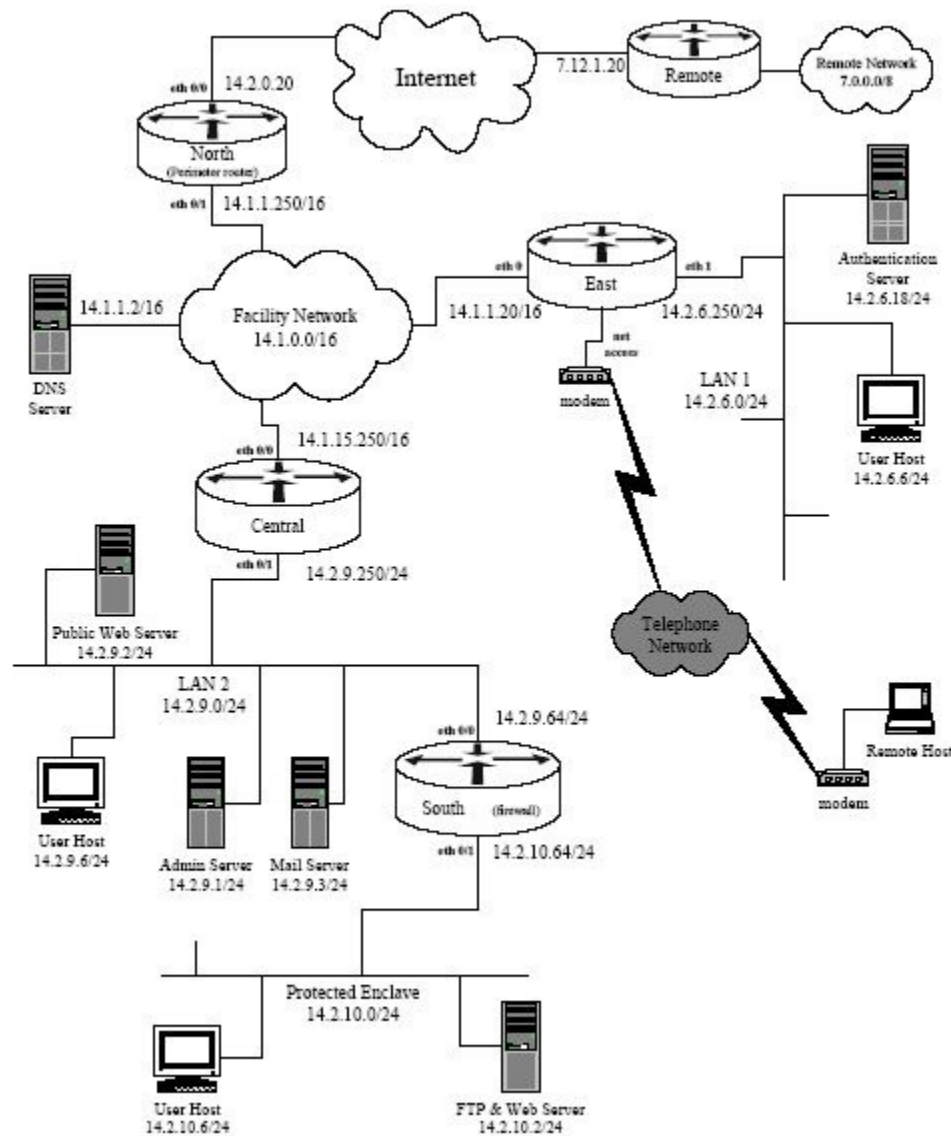 14.2.0.20
eth 0/0
Internet
7.12.1.20
Remote
Remote Network
7.0.0.0/8
North
(Perimeter router)
eth 0/1
14.1.1.250/16
eth 0
East
eth 1
14.1.1.20/16
14.2.6.250/24
Authentication
Server
14.2.6.18/24
14.1.1.2/16
DNS
Server
Facility Network
14.1.0.0/16
net
access
modem
LAN 1
14.2.6.0/24
User Host
14.2.6.6/24
eth 0/0
14.1.15.250/16
Central
eth 0/1
14.2.9.250/24
Public Web Server
14.2.9.2/24
Telephone
Network
LAN 2
14.2.9.0/24
14.2.9.64/24
eth 0/0
South
(firewall)
eth 0/1
14.2.10.64/24
Remote Host
modem
User Host
14.2.9.6/24
Admin Server
14.2.9.1/24
Mail Server
14.2.9.3/24
Protected Enclave
14.2.10.0/24
User Host
14.2.10.6/24
FTP & Web Server
14.2.10.2/24